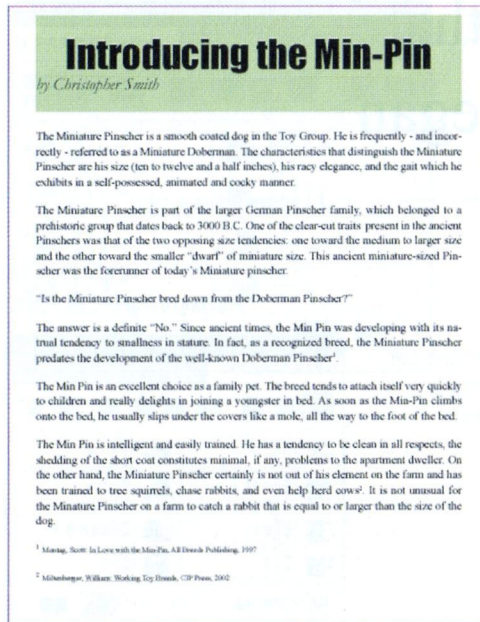 Introducing the Min-Pin
by Christopher Smith
The Miniature Pinscher is a smooth coated dog in the Toy Group. He is frequently - and incor-
rectly - referred to as a Miniature Doberman. The characteristics that distinguish the Miniature
Pinscher are his size (ten to twelve and a half inches), his racy elegance, and the gait which he
exhibits in a self-possessed, animated and cocky manner.
The Miniature Pinscher is part of the larger German Pinscher family, which belonged to a
prehistoric group that dates back to 3000 B.C. One of the clear-cut traits present in the ancient
Pinschers was that of the two opposing size tendencies: one toward the medium to larger size
and the other toward the smaller "dwarf" of miniature size. This ancient miniature-sized Pin-
scher was the forerunner of today's Miniature pinscher.
"Is the Miniature Pinscher bred down from the Doberman Pinscher?"
The answer is a definite "No." Since ancient times, the Min Pin was developing with its na-
trual tendency to smallness in stature. In fact, as a recognized breed, the Miniature Pinscher
predates the development of the well-known Doberman Pinscher¹.
The Min Pin is an excellent choice as a family pet. The breed tends to attach itself very quickly
to children and really delights in joining a youngster in bed. As soon as the Min-Pin climbs
onto the bed, he usually slips under the covers like a mole, all the way to the foot of the bed.
The Min Pin is intelligent and easily trained. He has a tendency to be clean in all respects, the
shedding of the short coat constitutes minimal, if any, problems to the apartment dweller. On
the other hand, the Miniature Pinscher certainly is not out of his element on the farm and has
been trained to tree squirrels, chase rabbits, and even help herd cows². It is not unusual for
the Minature Pinscher on a farm to catch a rabbit that is equal to or larger than the size of the
dog.
¹ Scott. In Love with the Min-Pin, All Breeds Publishing, 1997
² William. Working Toy Breeds, CJP Press, 2002